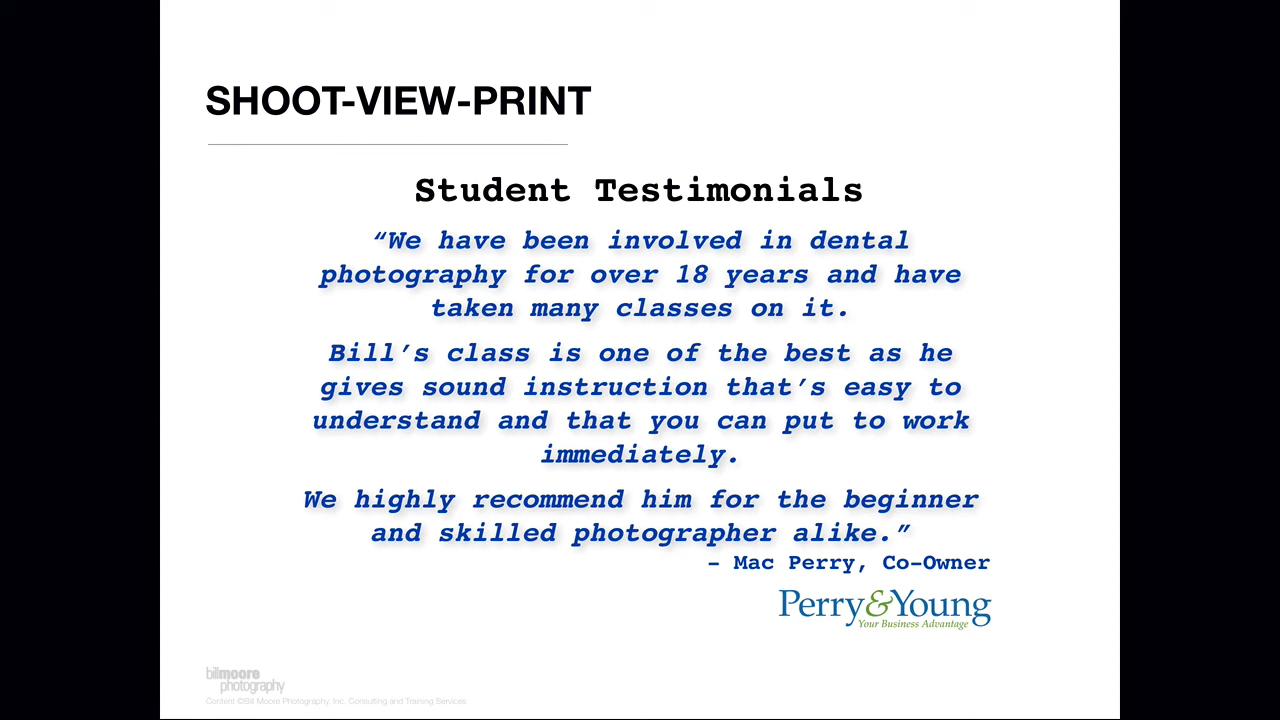 SHOOT-VIEW-PRINT
Student Testimonials
“We have been involved in dental
photography for over 18 years and have
taken many classes on it.
Bill’s class is one of the best as he
gives sound instruction that’s easy to
understand and that you can put to work
immediately.
We highly recommend him for the beginner
and skilled photographer alike.”
– Mac Perry, Co-Owner
Perry&Young
Your Business Advantage
billmoore
photography
Content ©Bill Moore Photography, Inc. Consulting and Training Services